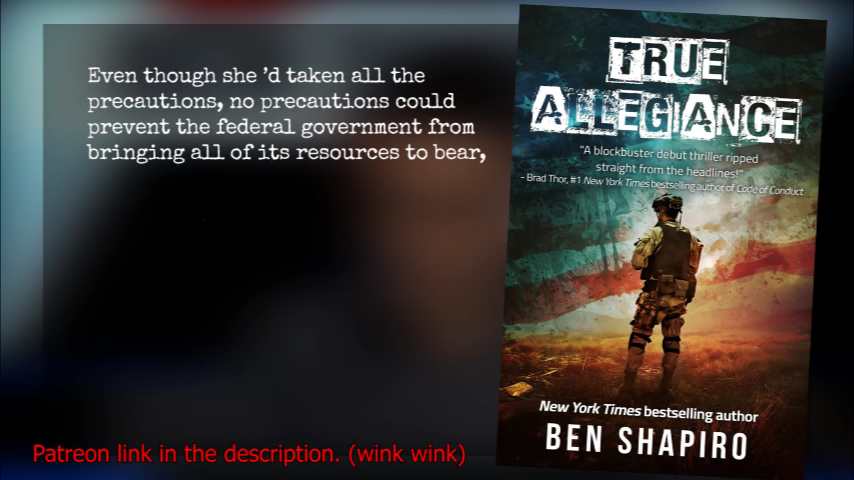 Even though she 'd taken all the
precautions, no precautions could
prevent the federal government from
bringing all of its resources to bear,
TRUE
ALLEGIANCE
"A blockbuster debut thriller ripped
straight from the headlines!"
- Brad Thor, #1 New York Times bestselling author of Code of Conduct
New York Times bestselling author
BEN SHAPIRO
Patreon link in the description. (wink wink)